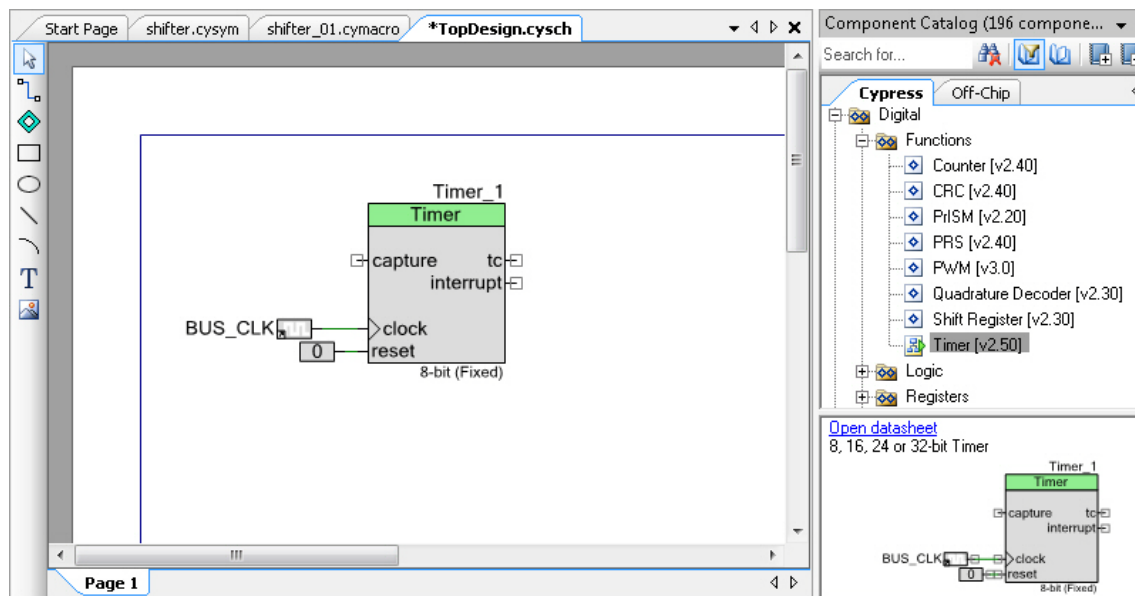 Start Page
shifter.cysym
shifter_01.cymacro
*TopDesign.cysch
Timer_1
Timer
capture
tc
interrupt
BUS_CLK
clock
0
reset
8-bit (Fixed)
Page 1
T
Component Catalog (196 compone...
Search for...
Cypress
Off-Chip
Digital
Functions
Counter [v2.40]
CRC [v2.40]
PrISM [v2.20]
PRS [v2.40]
PWM [v3.0]
Quadrature Decoder [v2.30]
Shift Register [v2.30]
Timer [v2.50]
Logic
Registers
Open datasheet
8, 16, 24 or 32-bit Timer
Timer_1
Timer
capture
tc
interrupt
BUS_CLK
clock
0
reset
8-bit (Fixed)